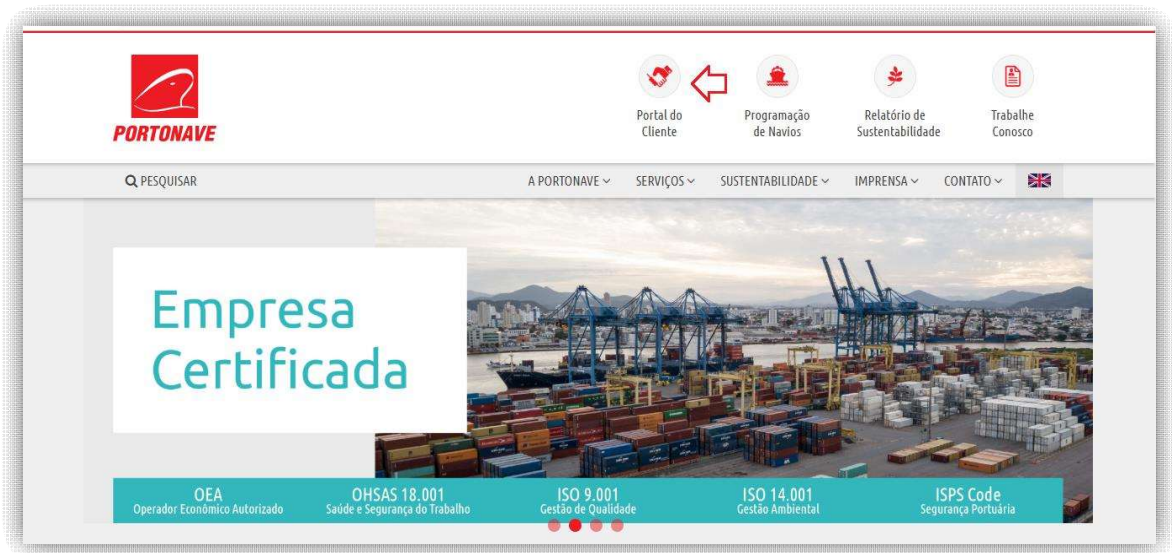 PORTONAVE
Portal do
Cliente
Programação
de Navios
Relatório de
Sustentabilidade
Trabalhe
Conosco
PESQUISAR
A PORTONAVE
SERVIÇOS
SUSTENTABILIDADE
IMPRENSA
CONTATO
Empresa
Certificada
OEA
Operador Econômico Autorizado
OHSAS 18.001
Saúde e Segurança do Trabalho
ISO 9.001
Gestão de Qualidade
ISO 14.001
Gestão Ambiental
ISPS Code
Segurança Portuária